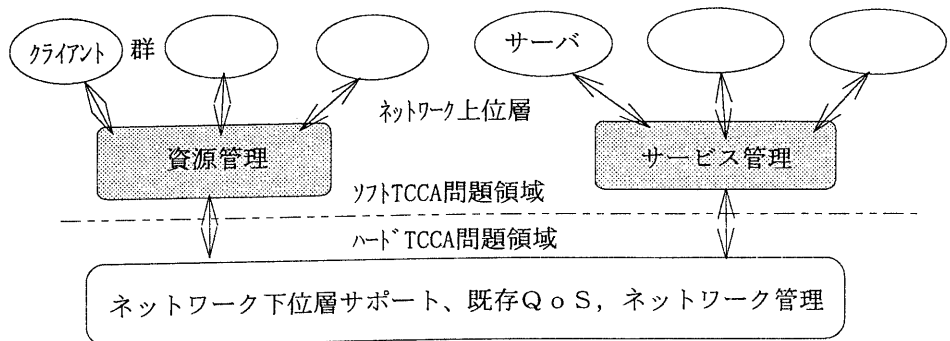 クライアント 群
サーバ
ネットワーク上位層
資源管理
サービス管理
ソフトTCCA問題領域
ハードTCCA問題領域
ネットワーク下位層サポート、既存QoS,ネットワーク管理